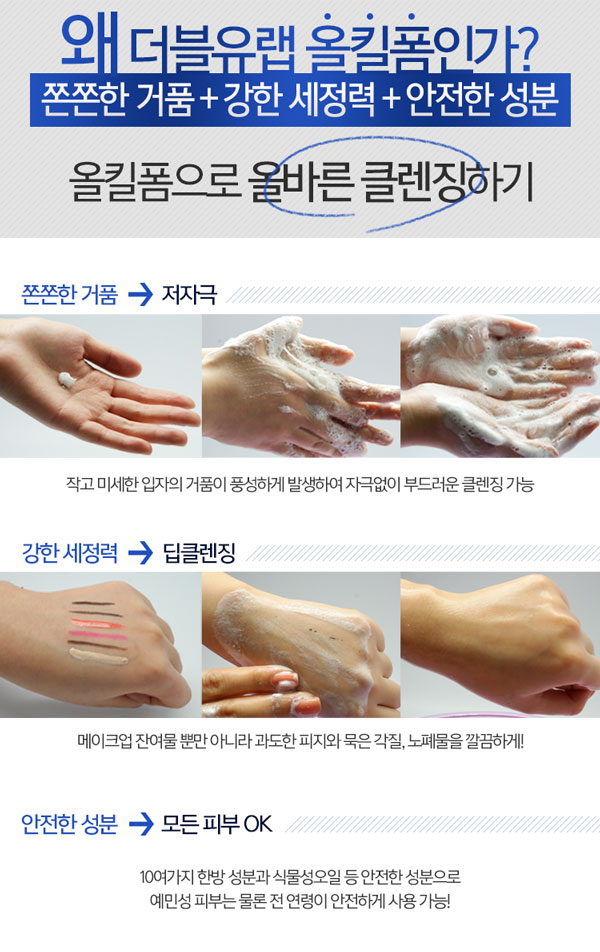 왜 더블유랩 올킬폼인가?
쫀쫀한 거품 + 강한 세정력 + 안전한 성분
올킬폼으로 올바른 클렌징하기
쫀쫀한 거품 → 저자극
작고 미세한 입자의 거품이 풍성하게 발생하여 자극없이 부드러운 클렌징 가능
강한 세정력 → 딥클렌징
메이크업 잔여물 뿐만 아니라 과도한 피지와 묵은 각질, 노폐물을 깔끔하게!
안전한 성분 → 모든 피부 OK
10여가지 한방 성분과 식물성오일 등 안전한 성분으로
예민성 피부는 물론 전 연령이 안전하게 사용 가능!